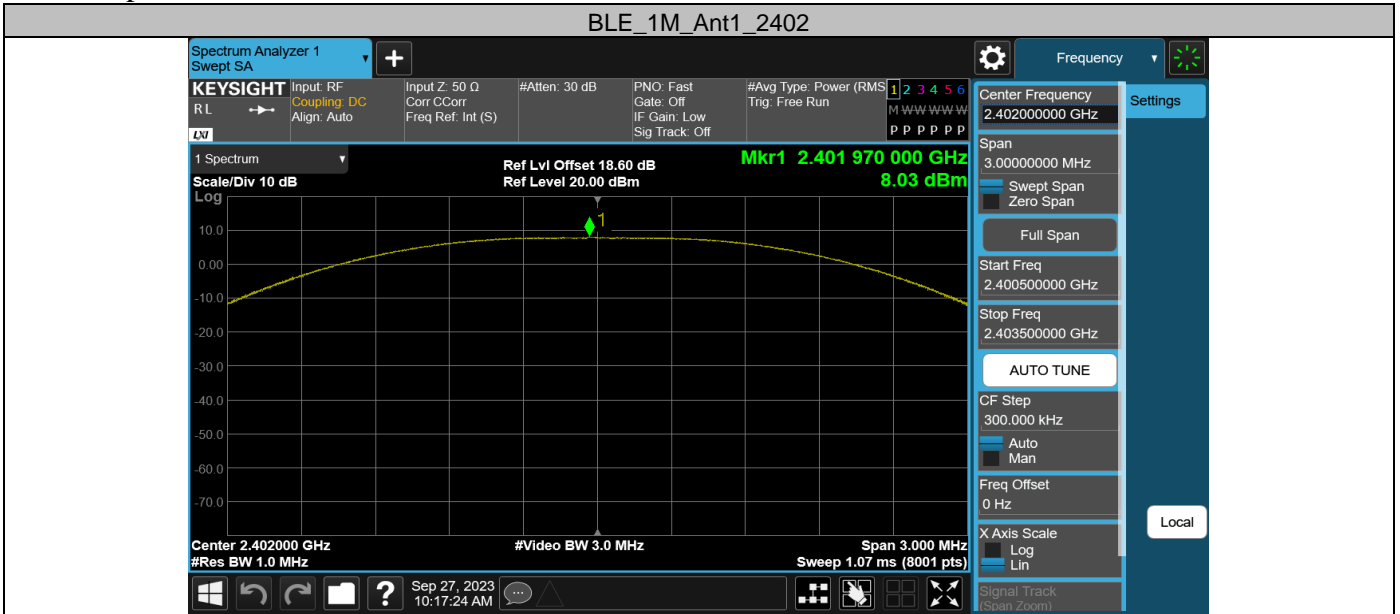 BLE_1M_Ant1_2402
Spectrum Analyzer 1
Swept SA
+
Frequency
KEYSIGHT
RL
LXI
Input: RF
Coupling: DC
Align: Auto
Input Z: 50 Ω
Corr CCorr
Freq Ref: Int (S)
#Atten: 30 dB
PNO: Fast
Gate: Off
IF Gain: Low
Sig Track: Off
#Avg Type: Power (RMS
Trig: Free Run
1 2 3 4 5 6
M W W W W W
P P P P P P
1 Spectrum
Scale/Div 10 dB
Log
Ref Lvl Offset 18.60 dB
Ref Level 20.00 dBm
Mkr1 2.401 970 000 GHz
8.03 dBm
1
10.0
0.00
-10.0
-20.0
-30.0
-40.0
-50.0
-60.0
-70.0
Center 2.402000 GHz
#Res BW 1.0 MHz
#Video BW 3.0 MHz
Span 3.000 MHz
Sweep 1.07 ms (8001 pts)
Center Frequency
2.402000000 GHz
Span
3.00000000 MHz
Swept Span
Zero Span
Full Span
Start Freq
2.400500000 GHz
Stop Freq
2.403500000 GHz
AUTO TUNE
CF Step
300.000 kHz
Auto
Man
Freq Offset
0 Hz
X Axis Scale
Log
Lin
Signal Track
(Span Zoom)
Settings
Local
?
Sep 27, 2023
10:17:24 AM